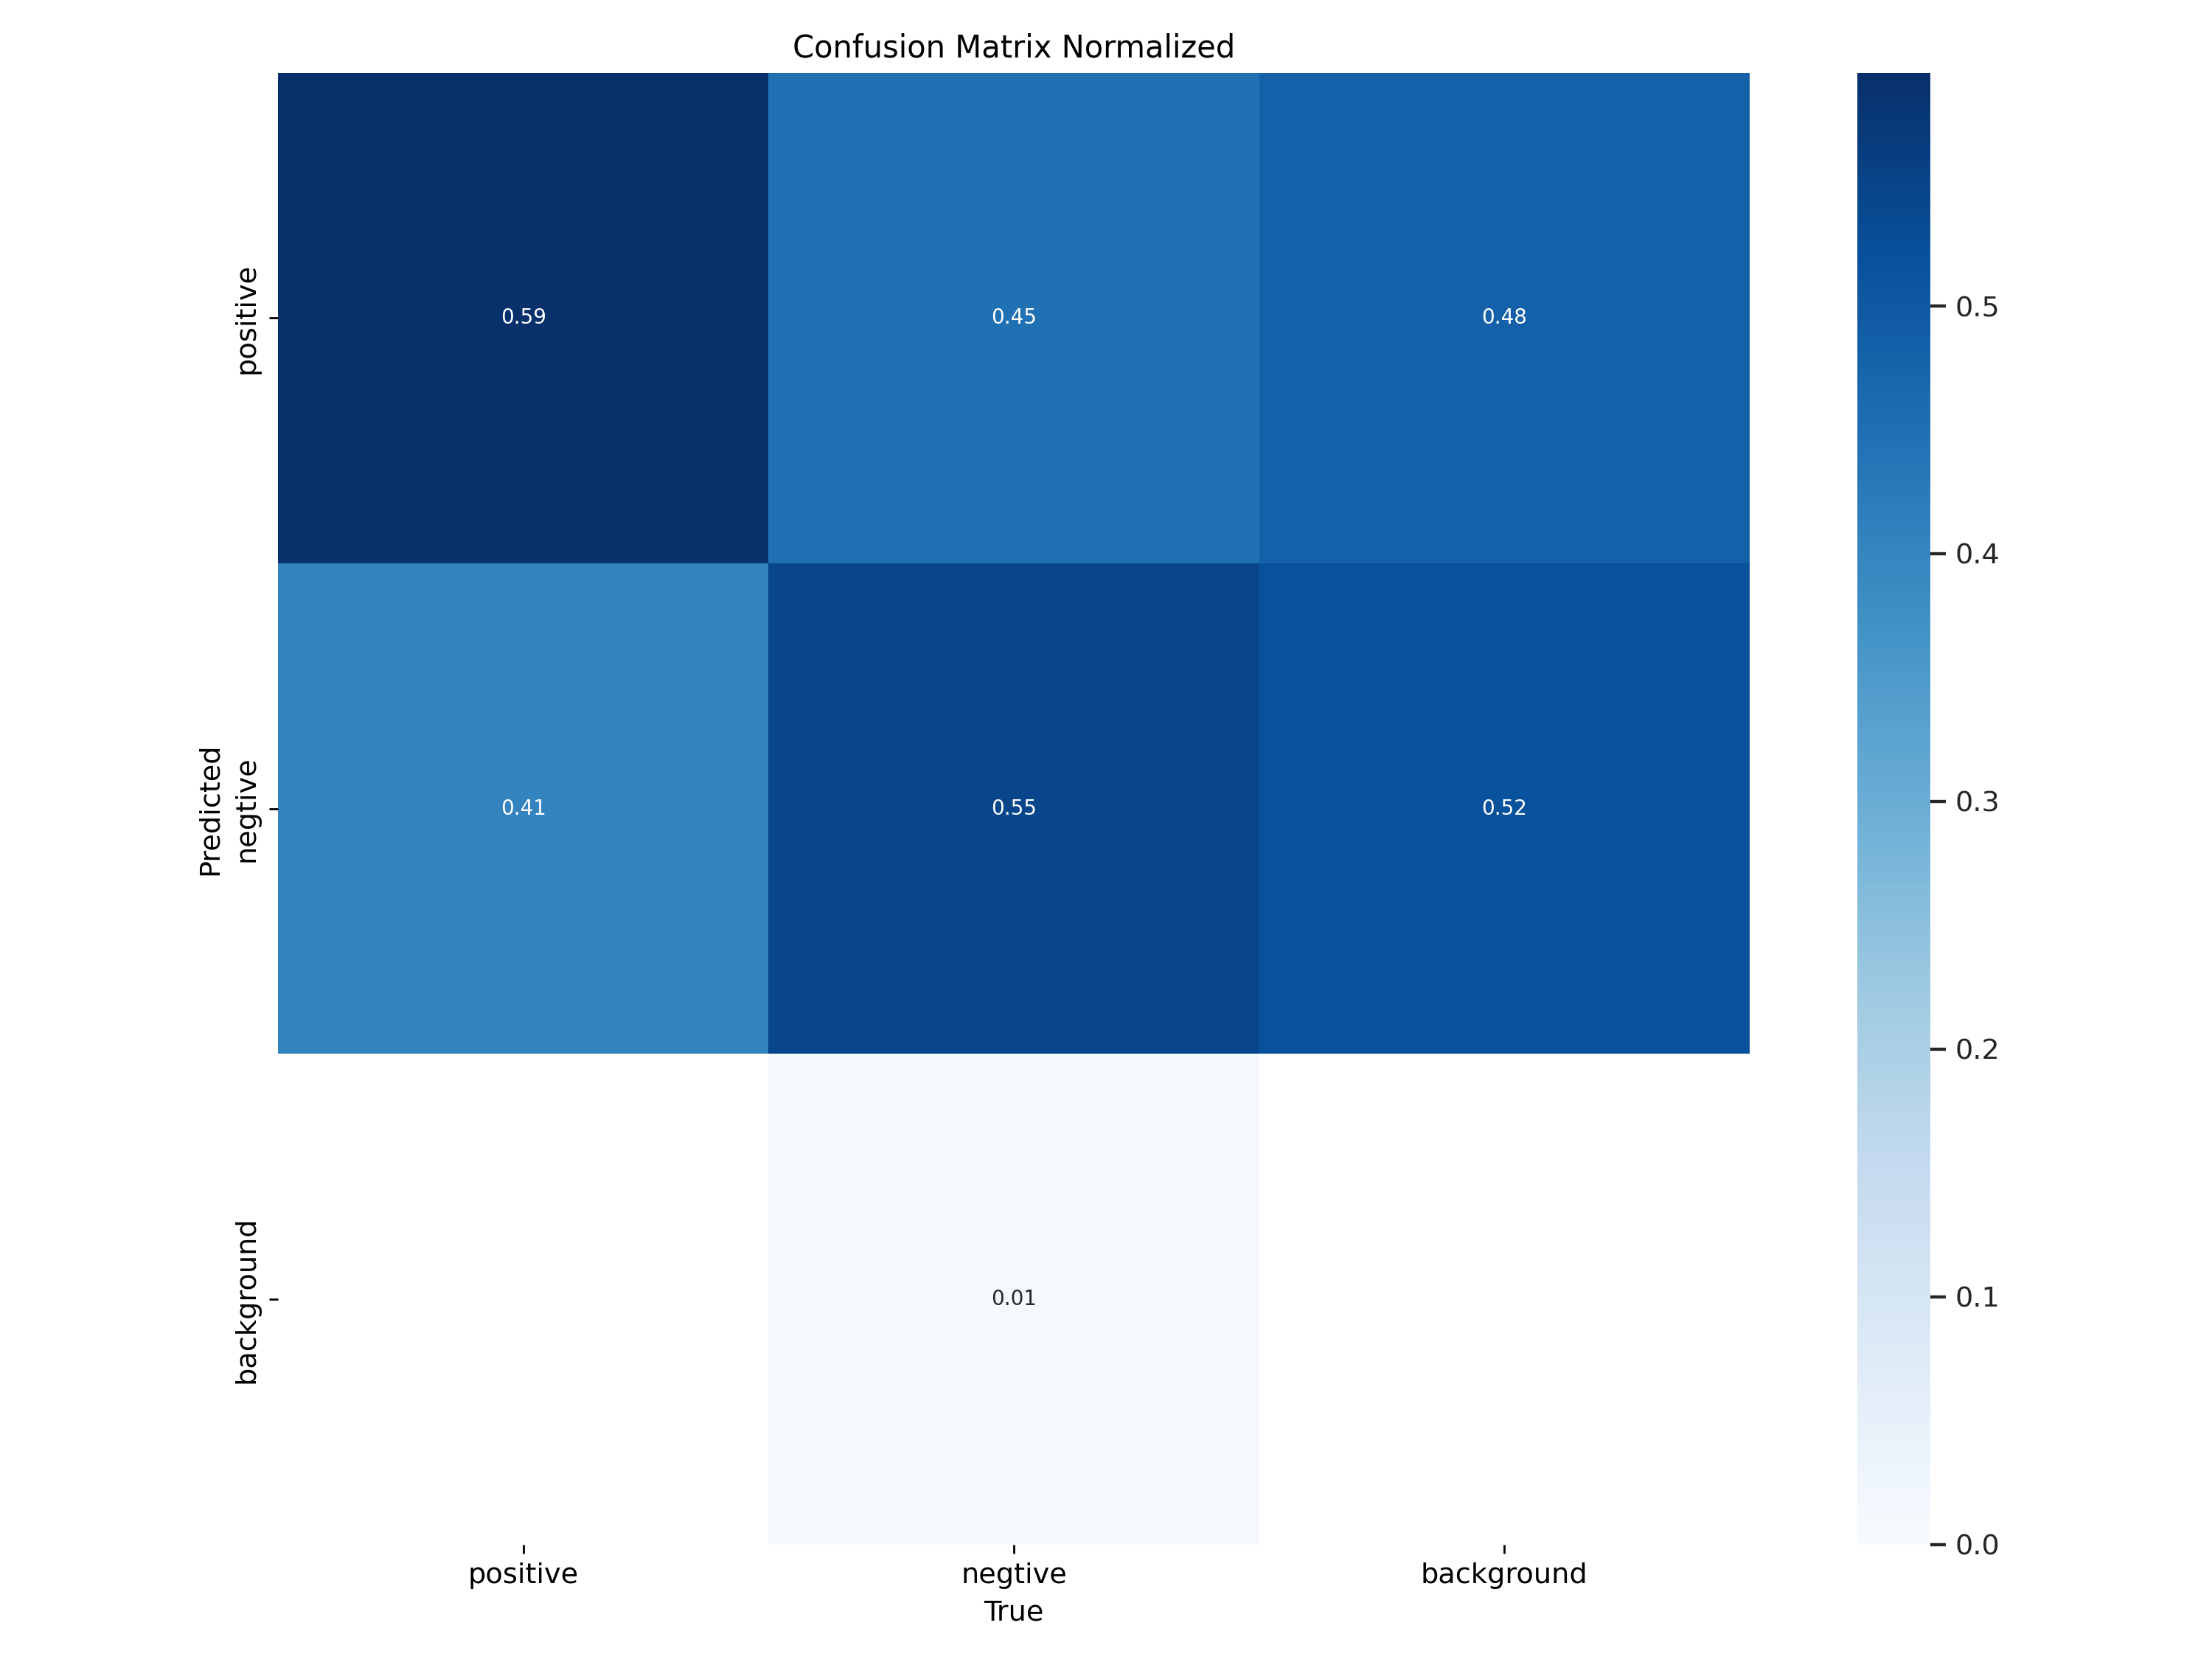 Confusion Matrix Normalized
positive
0.59
0.45
0.48
Predicted
negtive
0.41
0.55
0.52
background
0.01
positive
negtive
background
True
0.5
0.4
0.3
0.2
0.1
0.0